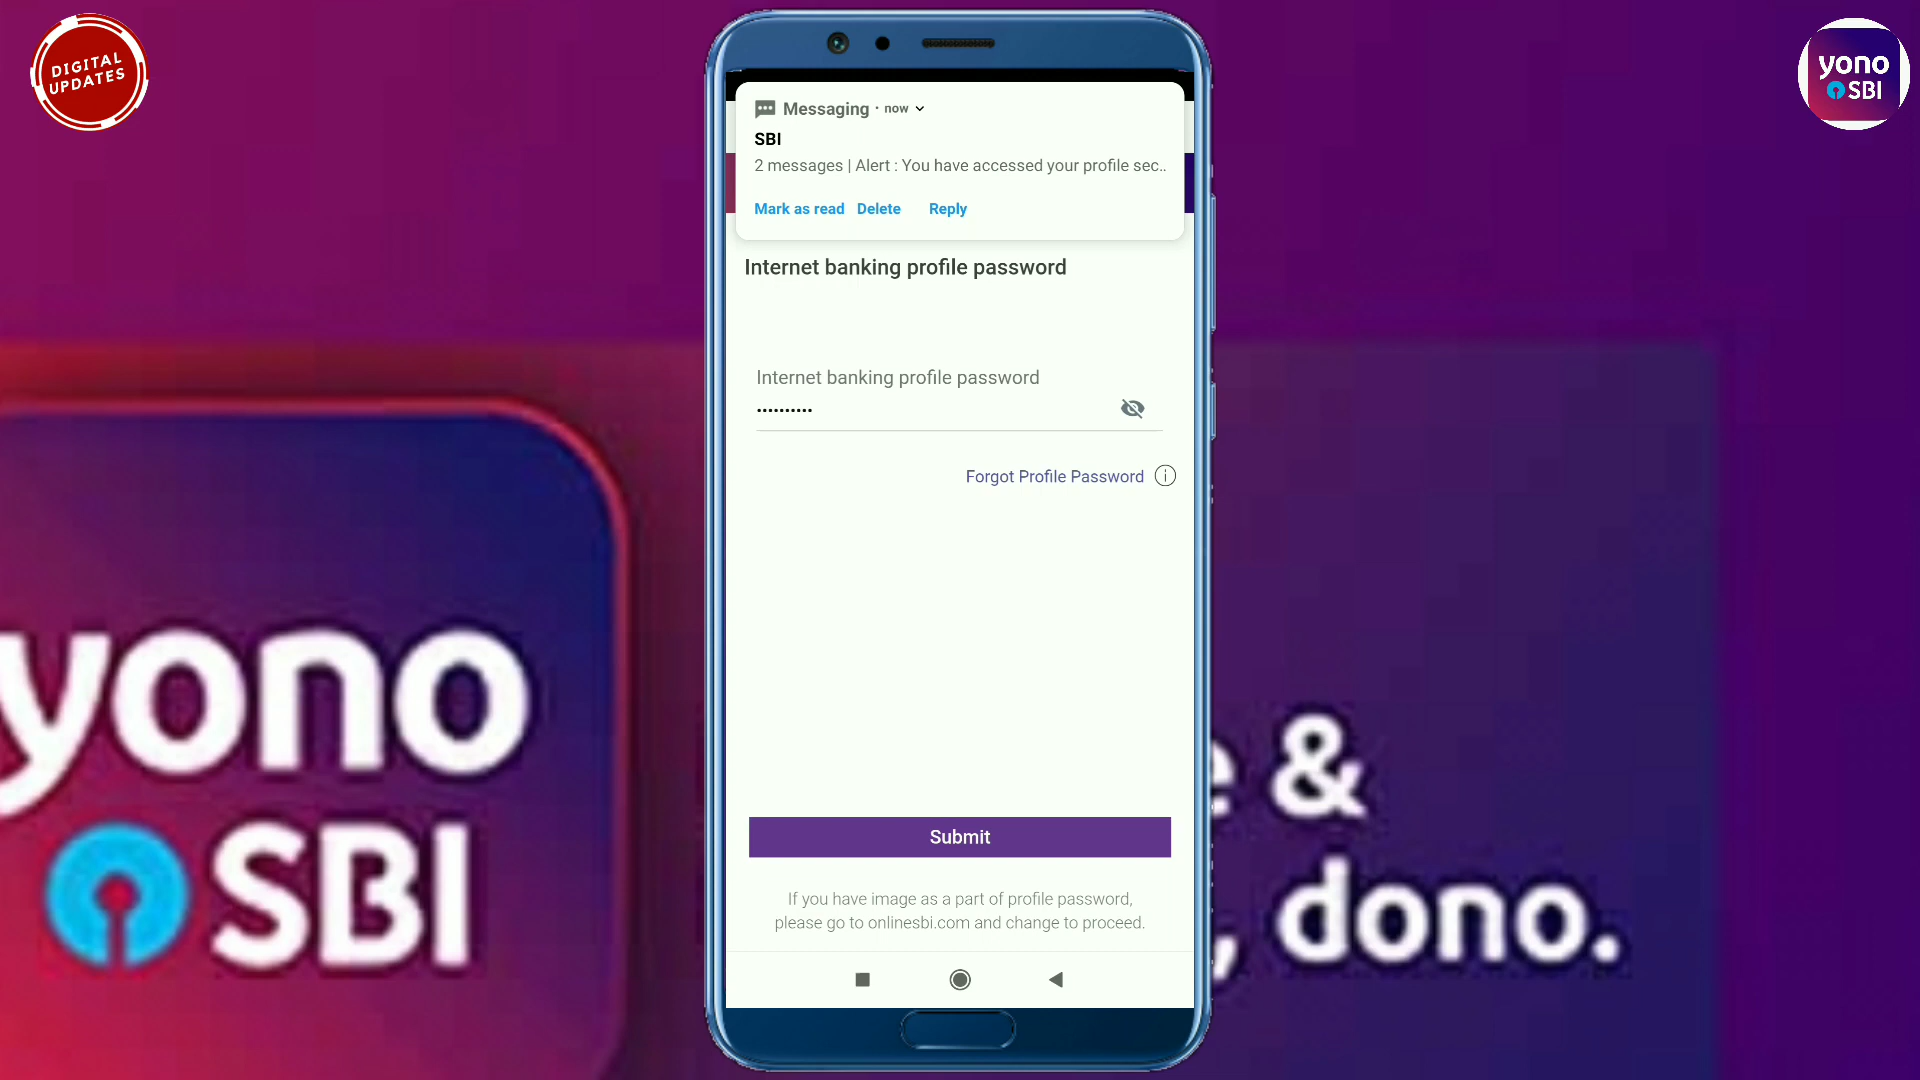 DIGITAL
UPDATES
yono
SBI
Messaging · now
SBI
2 messages | Alert : You have accessed your profile sec..
Mark as read Delete Reply
Internet banking profile password
Internet banking profile password
••••••••••
Forgot Profile Password
Submit
If you have image as a part of profile password,
please go to onlinesbi.com and change to proceed.
yono
SBI
&
, dono.